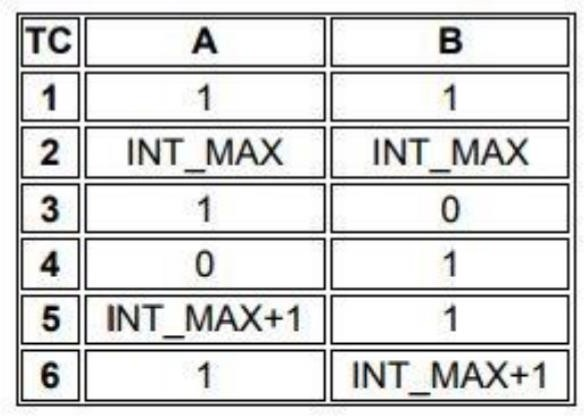 TC A B
1 1 1
2 INT_MAX INT_MAX
3 1 0
4 0 1
5 INT_MAX+1 1
6 1 INT_MAX+1